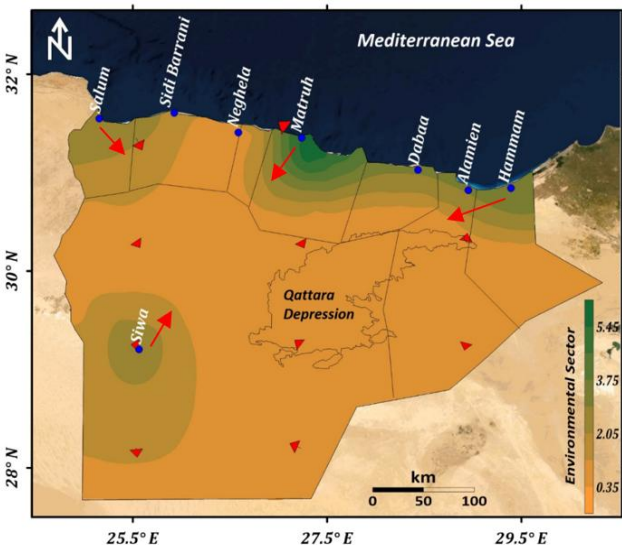 N
Mediterranean Sea
32° N
30° N
28° N
Salum
Sidi Barrani
Neghela
Matruh
Dabaa
Alamien
Hammam
Qattara
Depression
Siwa
Environmental Sector
5.45
3.75
2.05
0.35
km
0 50 100
25.5° E 27.5° E 29.5° E